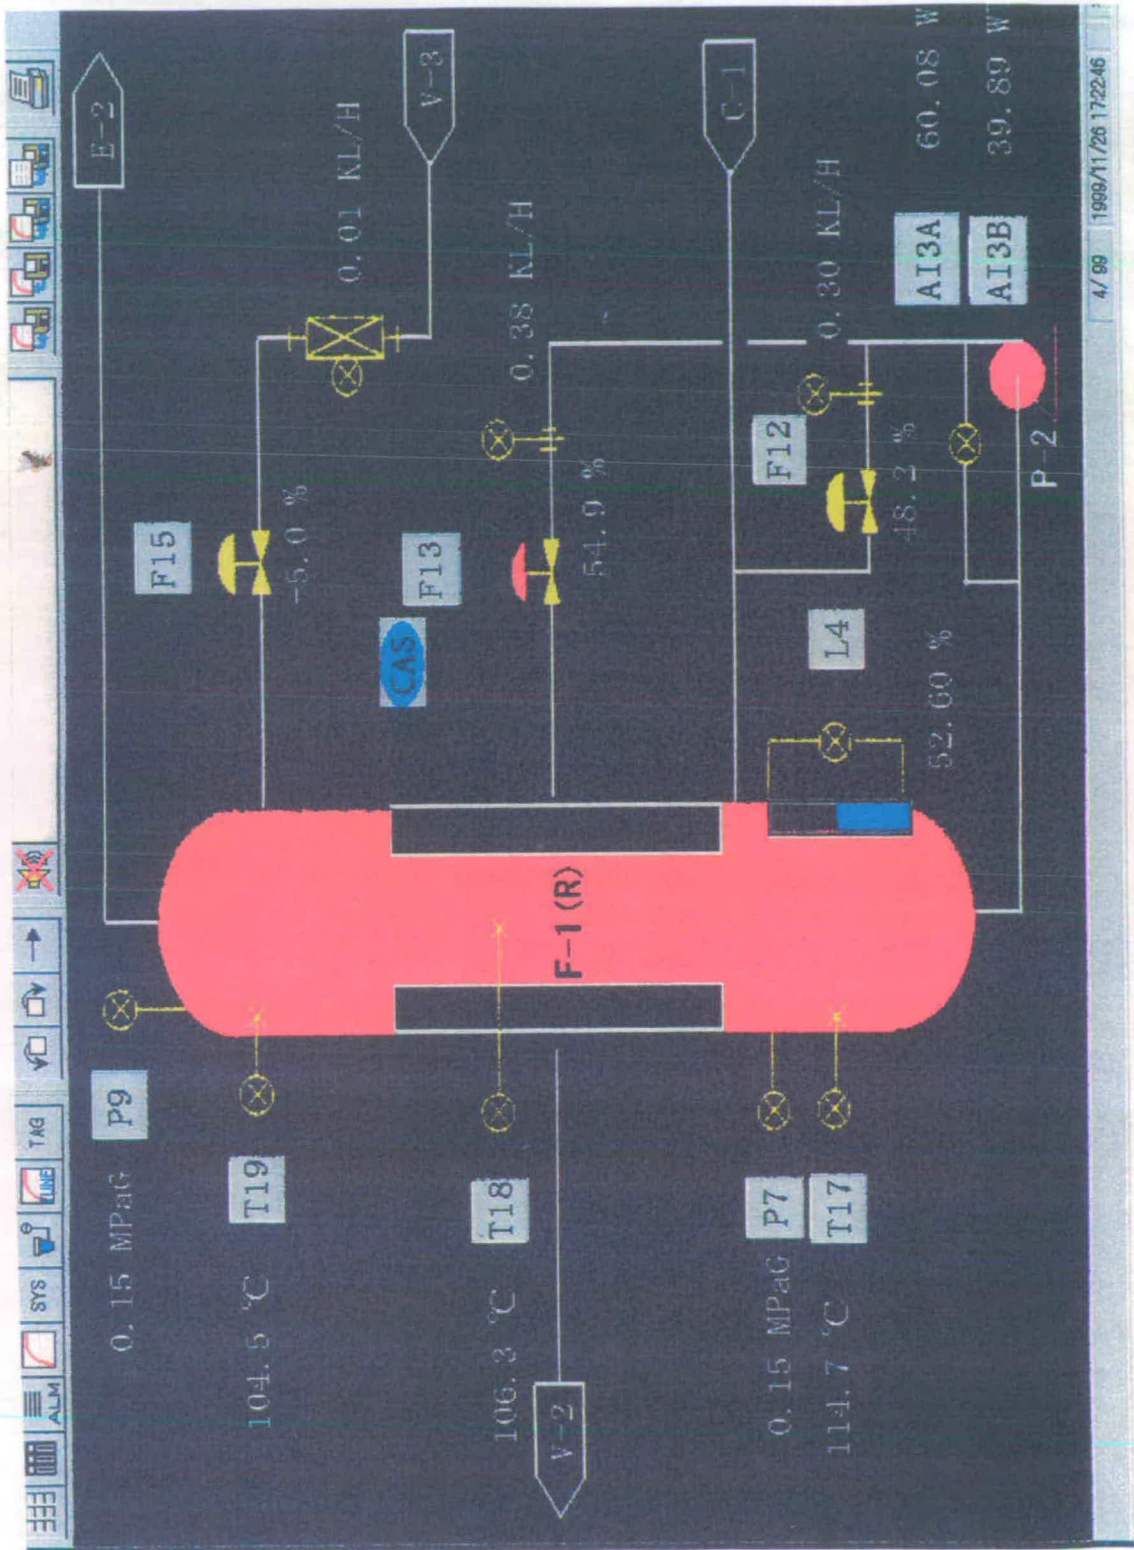 EEE
ALM
SYS
TUNE
TAG
E-2
P9
0.15 MPaG
F15
-5.0 %
0.01 KL/H
V-3
T19
104.5 ℃
CAS
F13
54.9 %
0.38 KL/H
T18
106.3 ℃
F-1(R)
V-2
C-1
F12
48.2 %
0.30 KL/H
P7
0.15 MPaG
T17
114.7 ℃
L4
52.60 %
AI3A
60.08 W
AI3B
39.89 W
P-2
4/ 99
1999/11/26 17:22:46